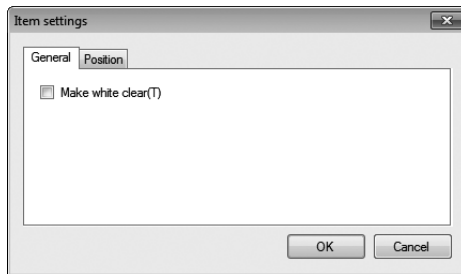 Item settings
General Position
Make white clear(T)
OK Cancel